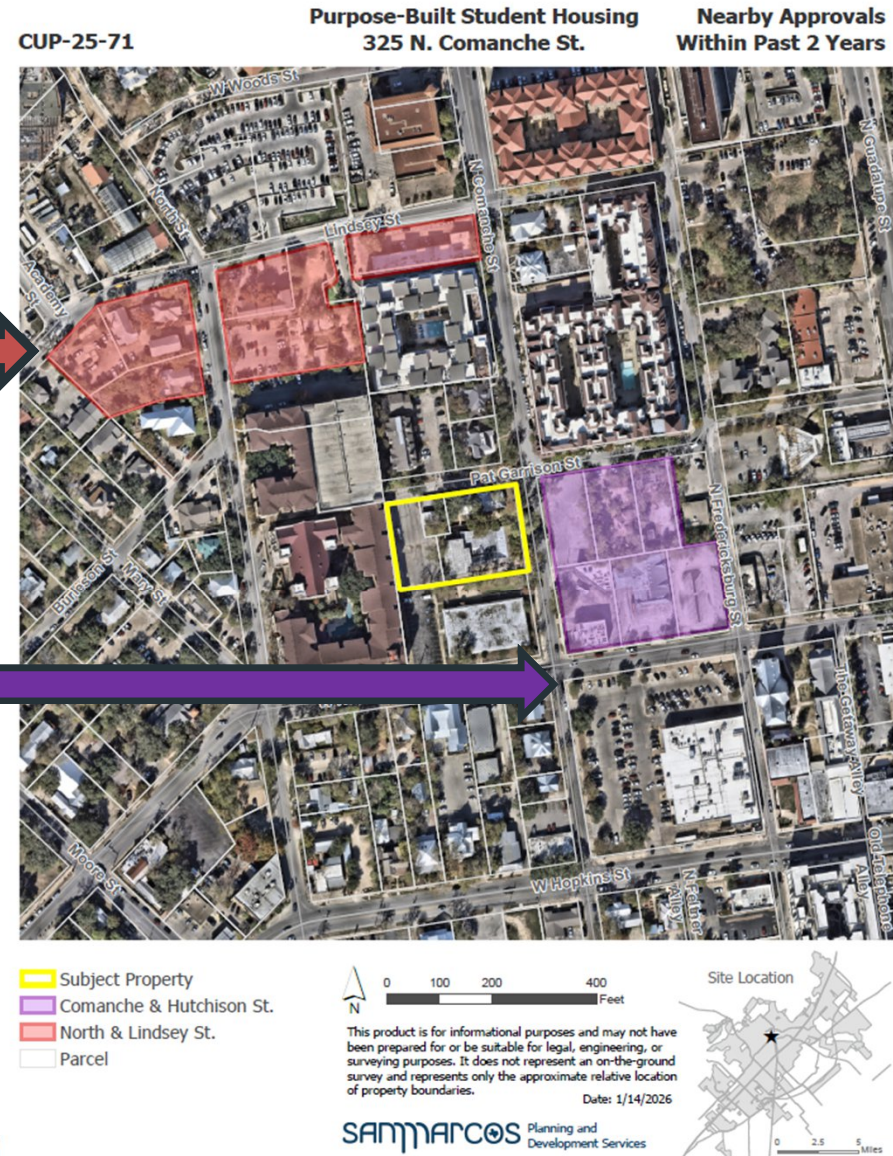 CUP-25-71
Purpose-Built Student Housing
325 N. Comanche St.
Nearby Approvals
Within Past 2 Years
W Woods St
N Guadalupe St
North St
N Comanche St
Lindsey St
Academy
St
Pat Garrison St
N Fredericksburg St
Burleson St
Mary St
The Getaway Alley
Moore St
W Hopkins St
N Fellner
Alley
Old Telephone
Alley
Subject Property
Comanche & Hutchison St.
North & Lindsey St.
Parcel
N
0 100 200 400
Feet
This product is for informational purposes and may not have
been prepared for or be suitable for legal, engineering, or
surveying purposes. It does not represent an on-the-ground
survey and represents only the approximate relative location
of property boundaries.
Date: 1/14/2026
SANMARCOS
Planning and
Development Services
Site Location
0 2.5 5
Miles